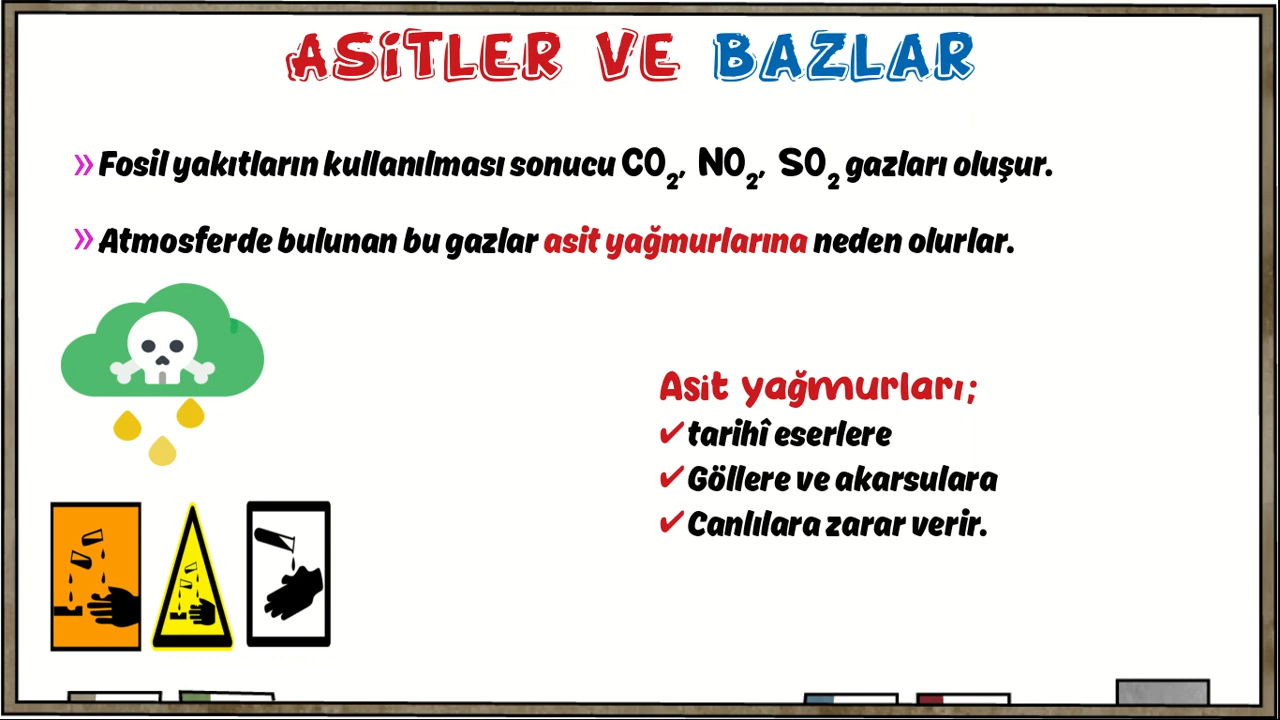 ASİTLER VE BAZLAR
» Fosil yakıtların kullanılması sonucu CO₂, NO₂, SO₂ gazları oluşur.
» Atmosferde bulunan bu gazlar asit yağmurlarına neden olurlar.
Asit yağmurları;
✔ tarihî eserlere
✔ Göllere ve akarsulara
✔ Canlılara zarar verir.